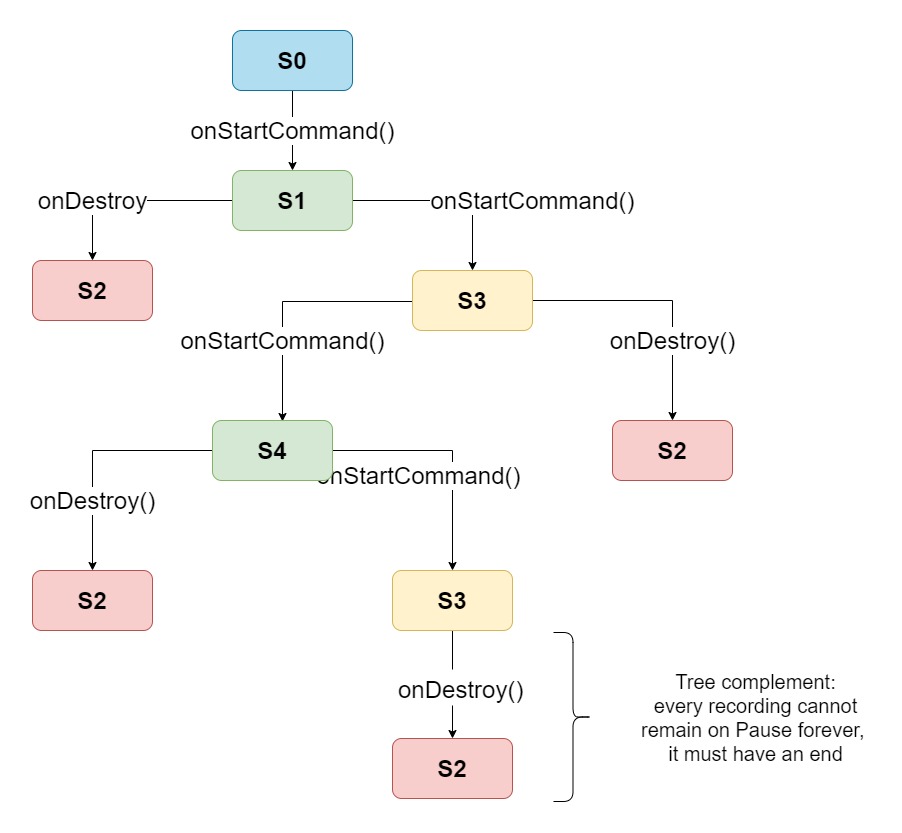 S0
onStartCommand()
onDestroy
S1
onStartCommand()
S2
S3
onStartCommand()
onDestroy()
S4
S2
onStartCommand()
onDestroy()
S2
S3
onDestroy()
Tree complement:
every recording cannot
remain on Pause forever,
it must have an end
S2